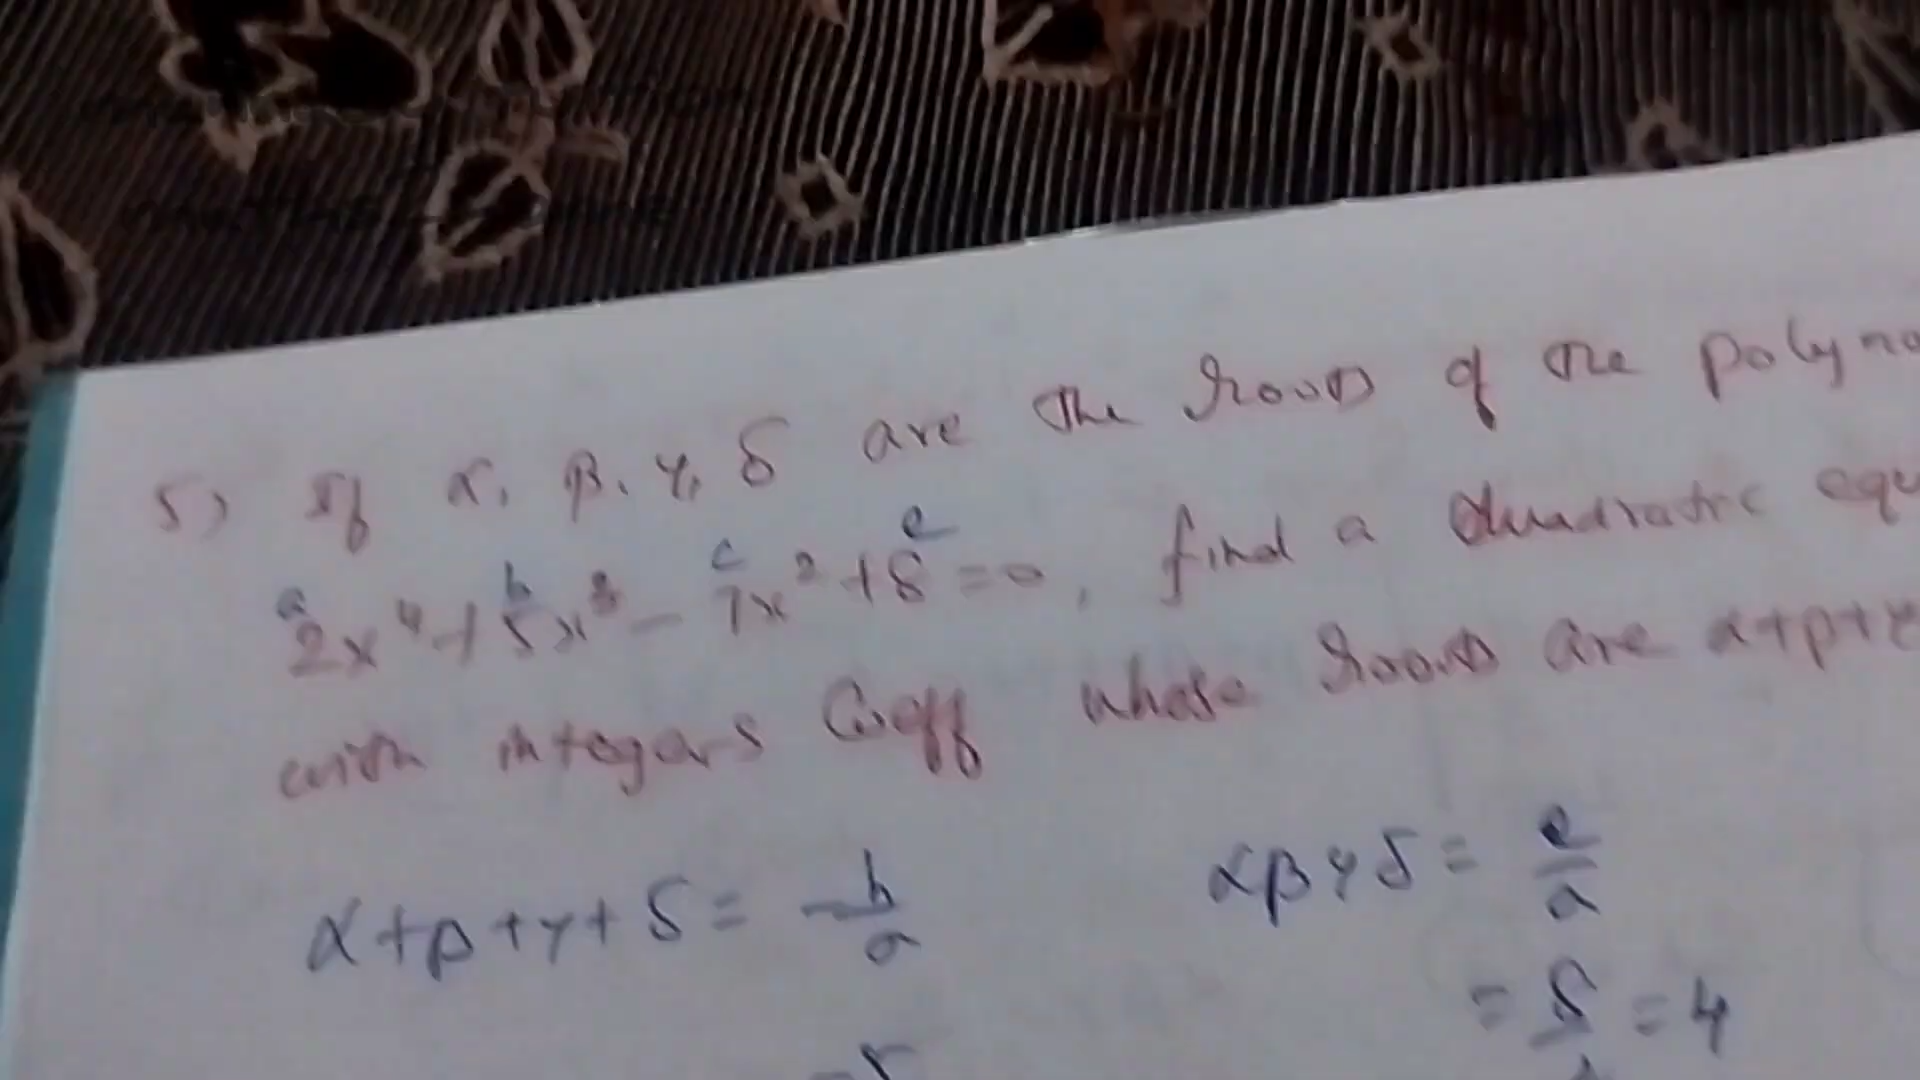 5) If α, β, γ, δ are the roots of the polyno
a b c e
2x⁴+5x³-7x²+8=0, find a Quadratic equ
with integers Coeff whose roots are α+β+γ
α+β+γ+δ = -b/a αβγδ = e/a
= 8/ = 4
-5